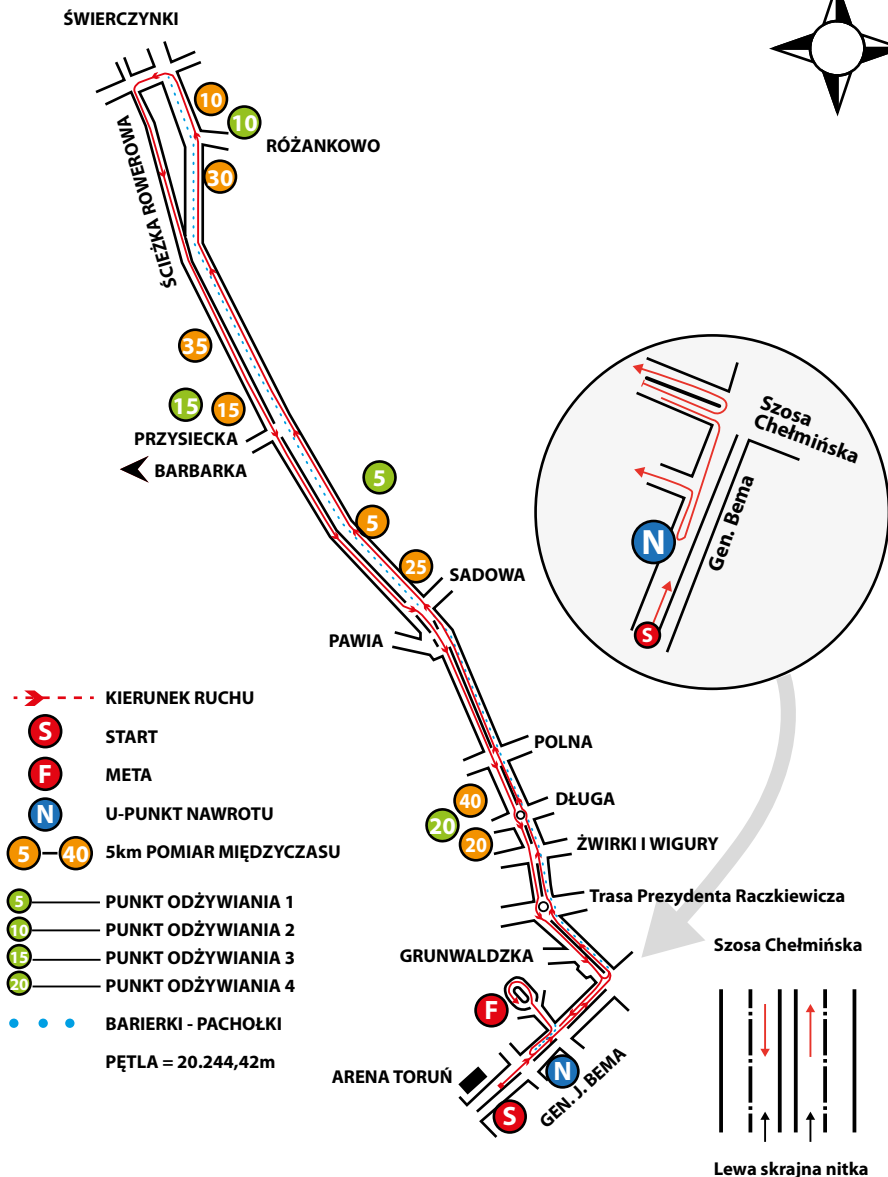 ŚWIERCZYNKI
10
10
RÓŻANKOWO
30
ŚCIEŻKA ROWEROWA
35
15
15
PRZYSIECKA
BARBARKA
5
5
25
SADOWA
PAWIA
Szosa
Chełmińska
Gen. Bema
N
S
KIERUNEK RUCHU
S START
F META
N U-PUNKT NAWROTU
5 – 40 5km POMIAR MIĘDZYCZASU
5 PUNKT ODŻYWIANIA 1
10 PUNKT ODŻYWIANIA 2
15 PUNKT ODŻYWIANIA 3
20 PUNKT ODŻYWIANIA 4
BARIERKI - PACHOŁKI
PĘTLA = 20.244,42m
POLNA
40
DŁUGA
20
20
ŻWIRKI I WIGURY
Trasa Prezydenta Raczkiewicza
GRUNWALDZKA
F
ARENA TORUŃ
N
S
GEN. J. BEMA
Szosa Chełmińska
Lewa skrajna nitka